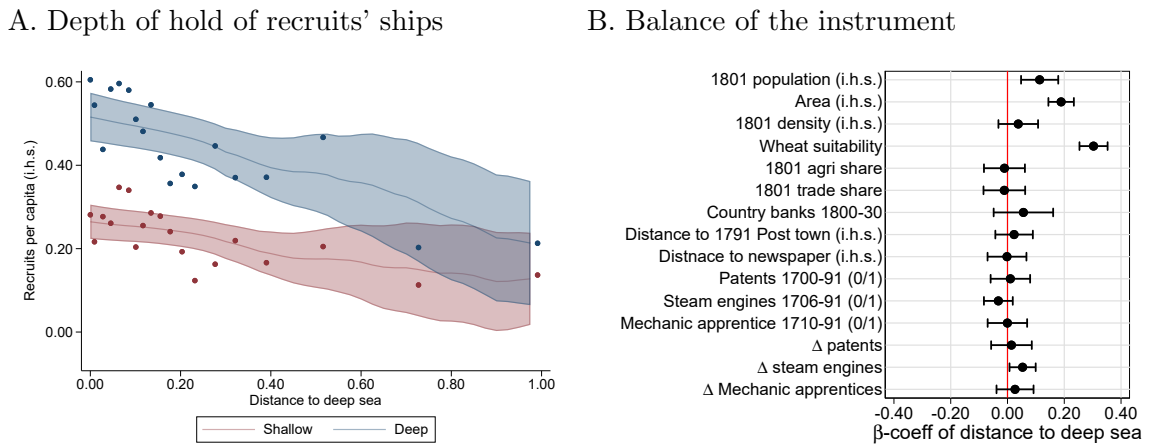 A. Depth of hold of recruits' ships
Recruits per capita (i.h.s.)
0.60
0.40
0.20
0.00
0.00 0.20 0.40 0.60 0.80 1.00
Distance to deep sea
Shallow Deep
B. Balance of the instrument
1801 population (i.h.s.)
Area (i.h.s.)
1801 density (i.h.s.)
Wheat suitability
1801 agri share
1801 trade share
Country banks 1800-30
Distance to 1791 Post town (i.h.s.)
Distnace to newspaper (i.h.s.)
Patents 1700-91 (0/1)
Steam engines 1706-91 (0/1)
Mechanic apprentice 1710-91 (0/1)
Δ patents
Δ steam engines
Δ Mechanic apprentices
-0.40 -0.20 0.00 0.20 0.40
β-coeff of distance to deep sea